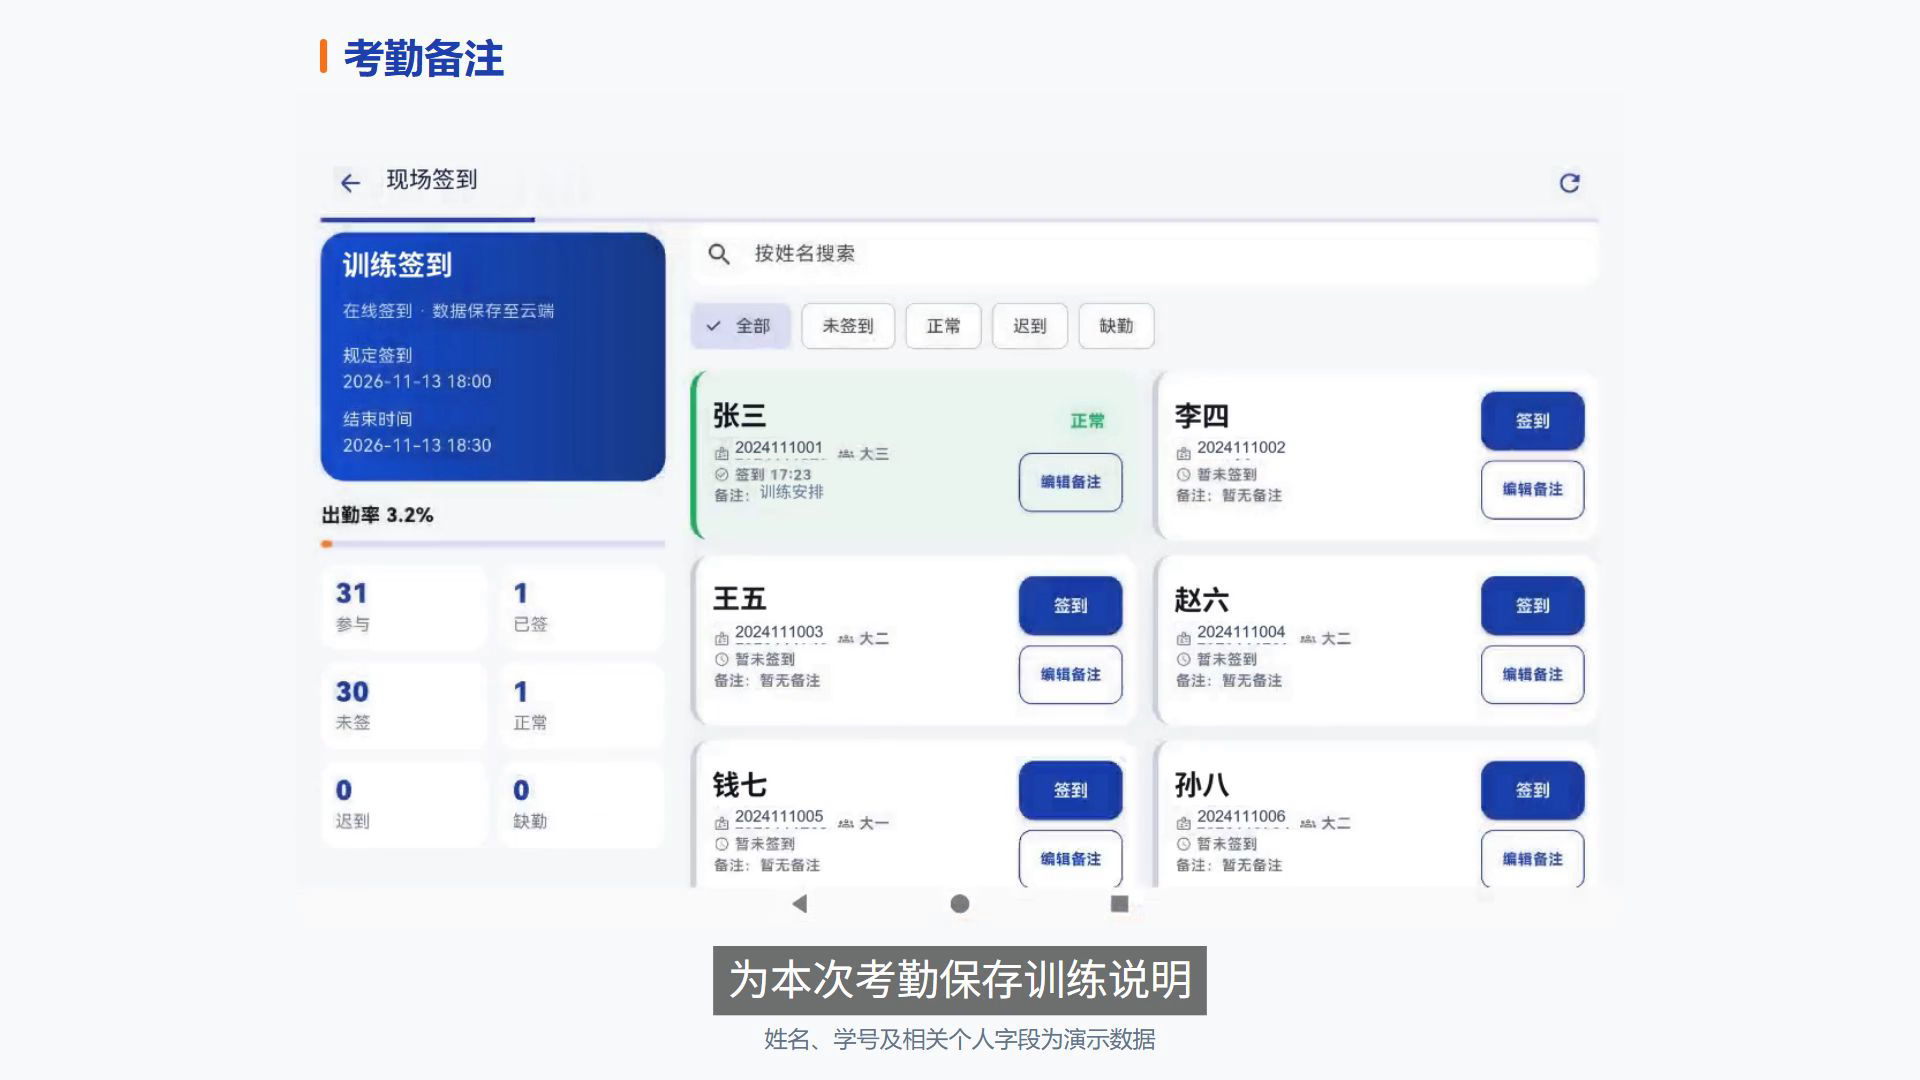 考勤备注
现场签到
训练签到
在线签到 · 数据保存至云端
规定签到
2026-11-13 18:00
结束时间
2026-11-13 18:30
出勤率 3.2%
31
参与
1
已签
30
未签
1
正常
0
迟到
0
缺勤
按姓名搜索
全部
未签到
正常
迟到
缺勤
张三
正常
2024111001 大三
签到 17:23
备注: 训练安排
编辑备注
李四
签到
2024111002
暂未签到
备注: 暂无备注
编辑备注
王五
签到
2024111003 大二
暂未签到
备注: 暂无备注
编辑备注
赵六
签到
2024111004 大二
暂未签到
备注: 暂无备注
编辑备注
钱七
签到
2024111005 大一
暂未签到
备注: 暂无备注
编辑备注
孙八
签到
2024111006 大二
暂未签到
备注: 暂无备注
编辑备注
为本次考勤保存训练说明
姓名、学号及相关个人字段为演示数据